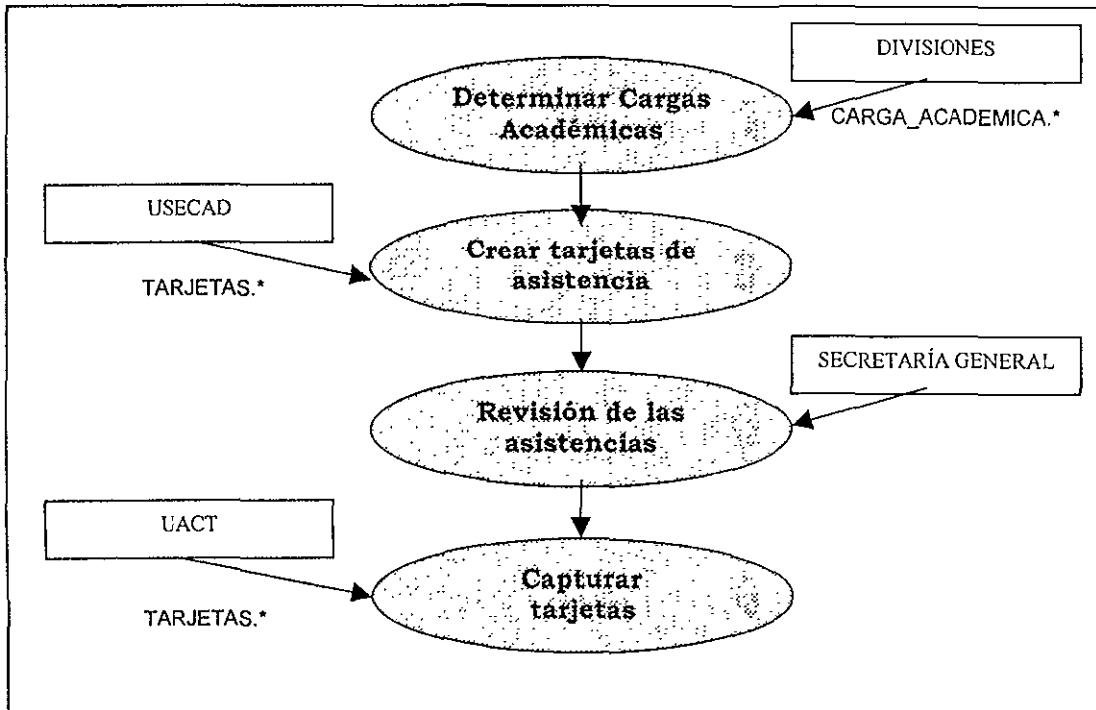 DIVISIONES
Determinar Cargas
Académicas
CARGA_ACADEMICA.*
USECAD
Crear tarjetas de
asistencia
TARJETAS.*
SECRETARÍA GENERAL
Revisión de las
asistencias
UACT
Capturar
tarjetas
TARJETAS.*